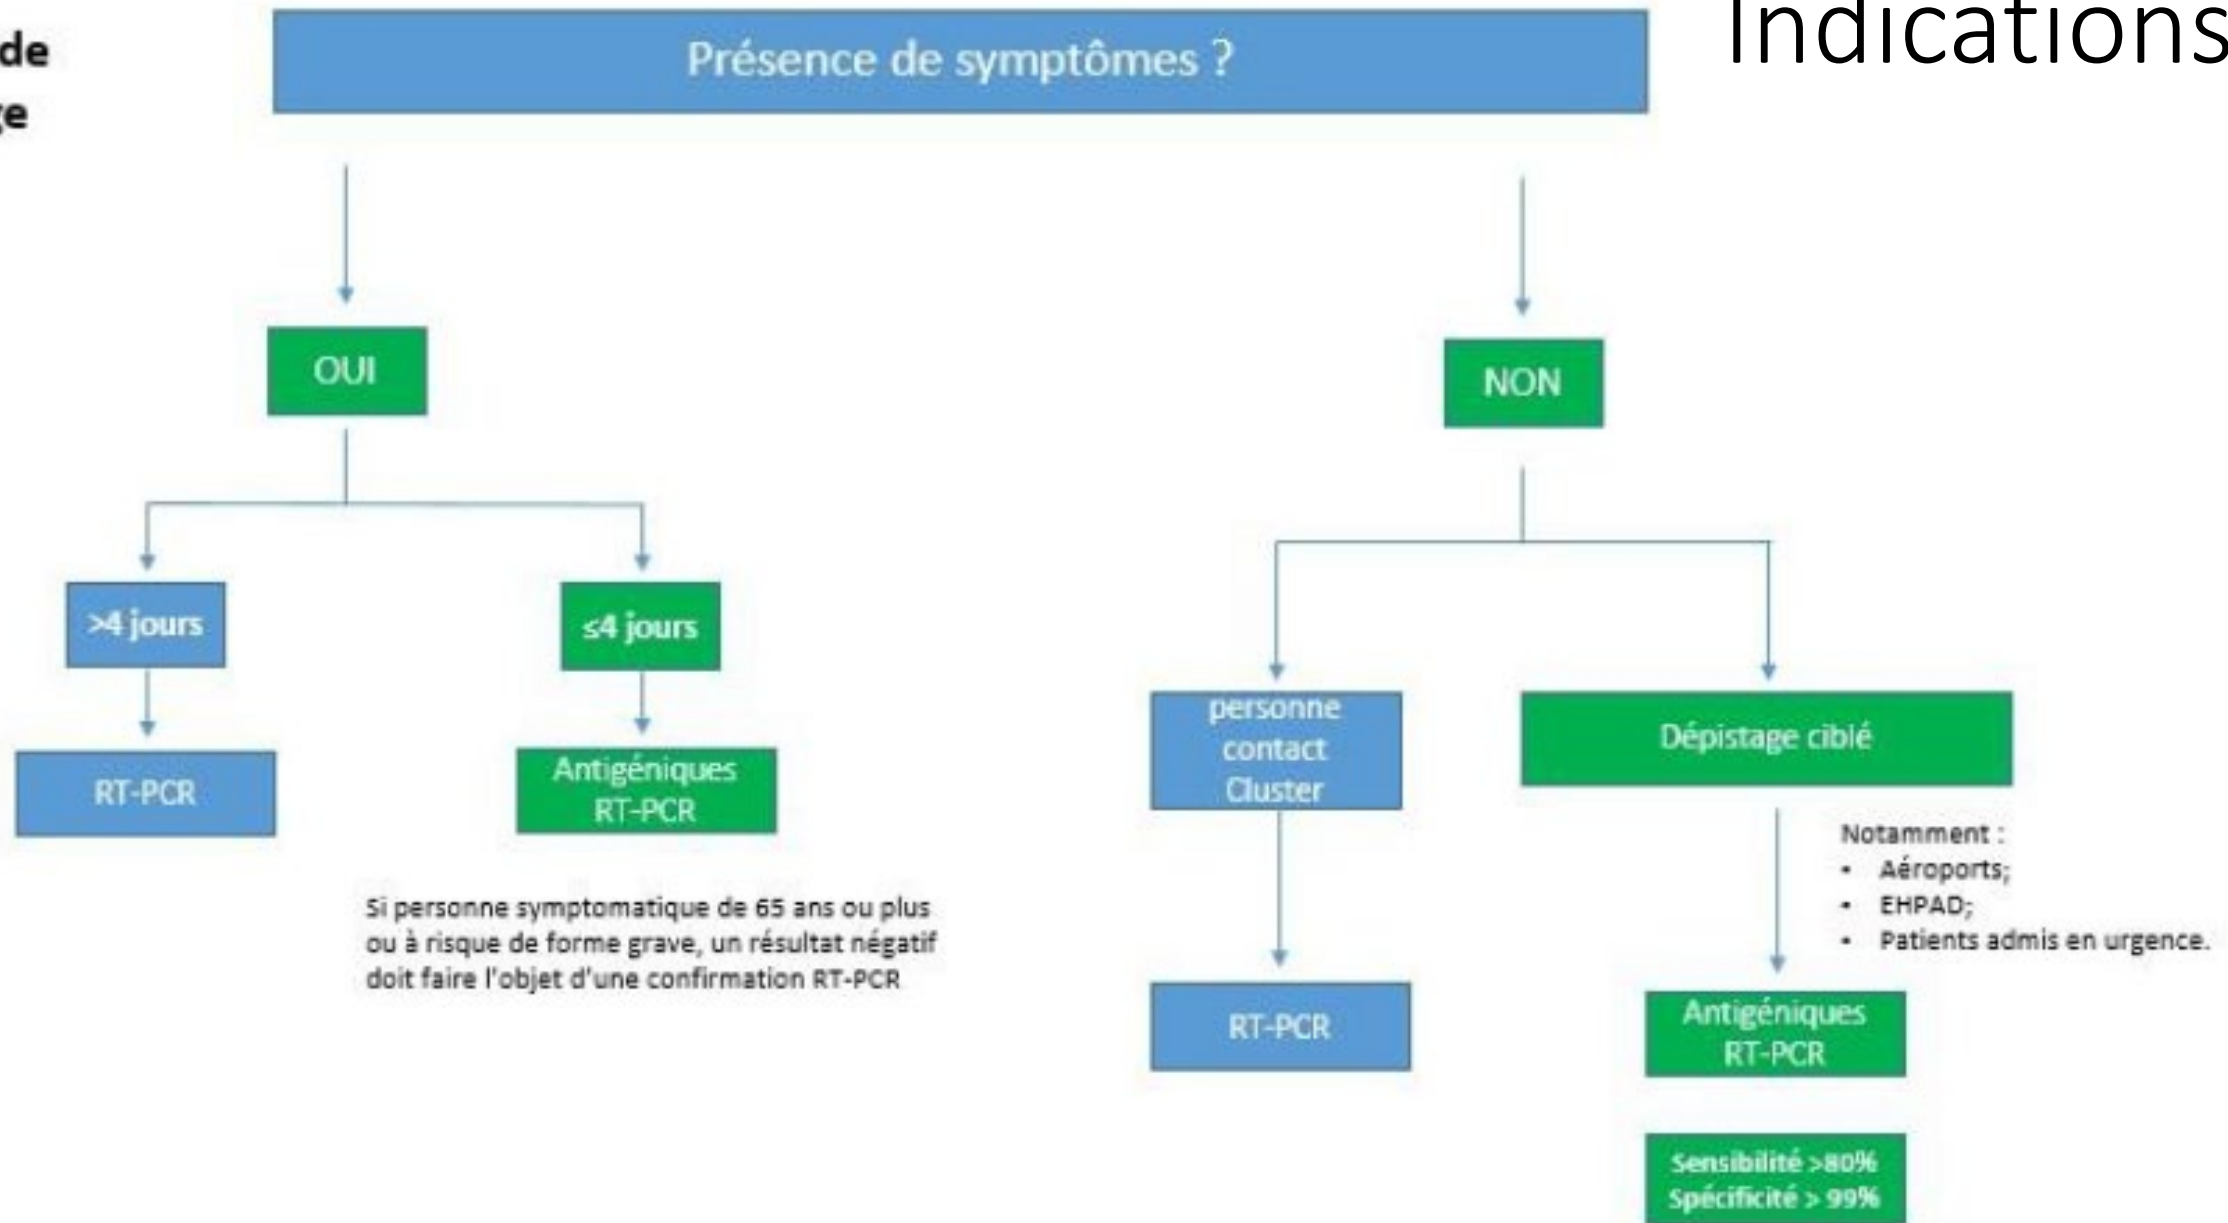 de
ge
Présence de symptômes ?
Indications
OUI
NON
>4 jours
≤4 jours
RT-PCR
Antigéniques
RT-PCR
Si personne symptomatique de 65 ans ou plus
ou à risque de forme grave, un résultat négatif
doit faire l'objet d'une confirmation RT-PCR
personne
contact
Cluster
Dépistage ciblé
Notamment :
• Aéroports;
• EHPAD;
• Patients admis en urgence.
RT-PCR
Antigéniques
RT-PCR
Sensibilité >80%
Spécificité > 99%